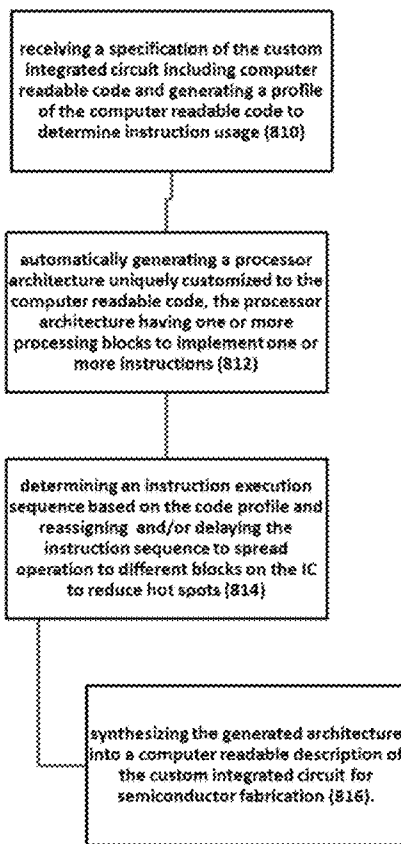 receiving a specification of the custom
integrated circuit including computer
readable code and generating a profile
of the computer readable code to
determine instruction usage (810)
automatically generating a processor
architecture uniquely customized to the
computer readable code, the processor
architecture having one or more
processing blocks to implement one or
more instructions (812)
determining an instruction execution
sequence based on the code profile and
reassigning and/or delaying the
instruction sequence to spread
operation to different blocks on the IC
to reduce hot spots (814)
synthesizing the generated architecture
into a computer readable description of
the custom integrated circuit for
semiconductor fabrication (816).